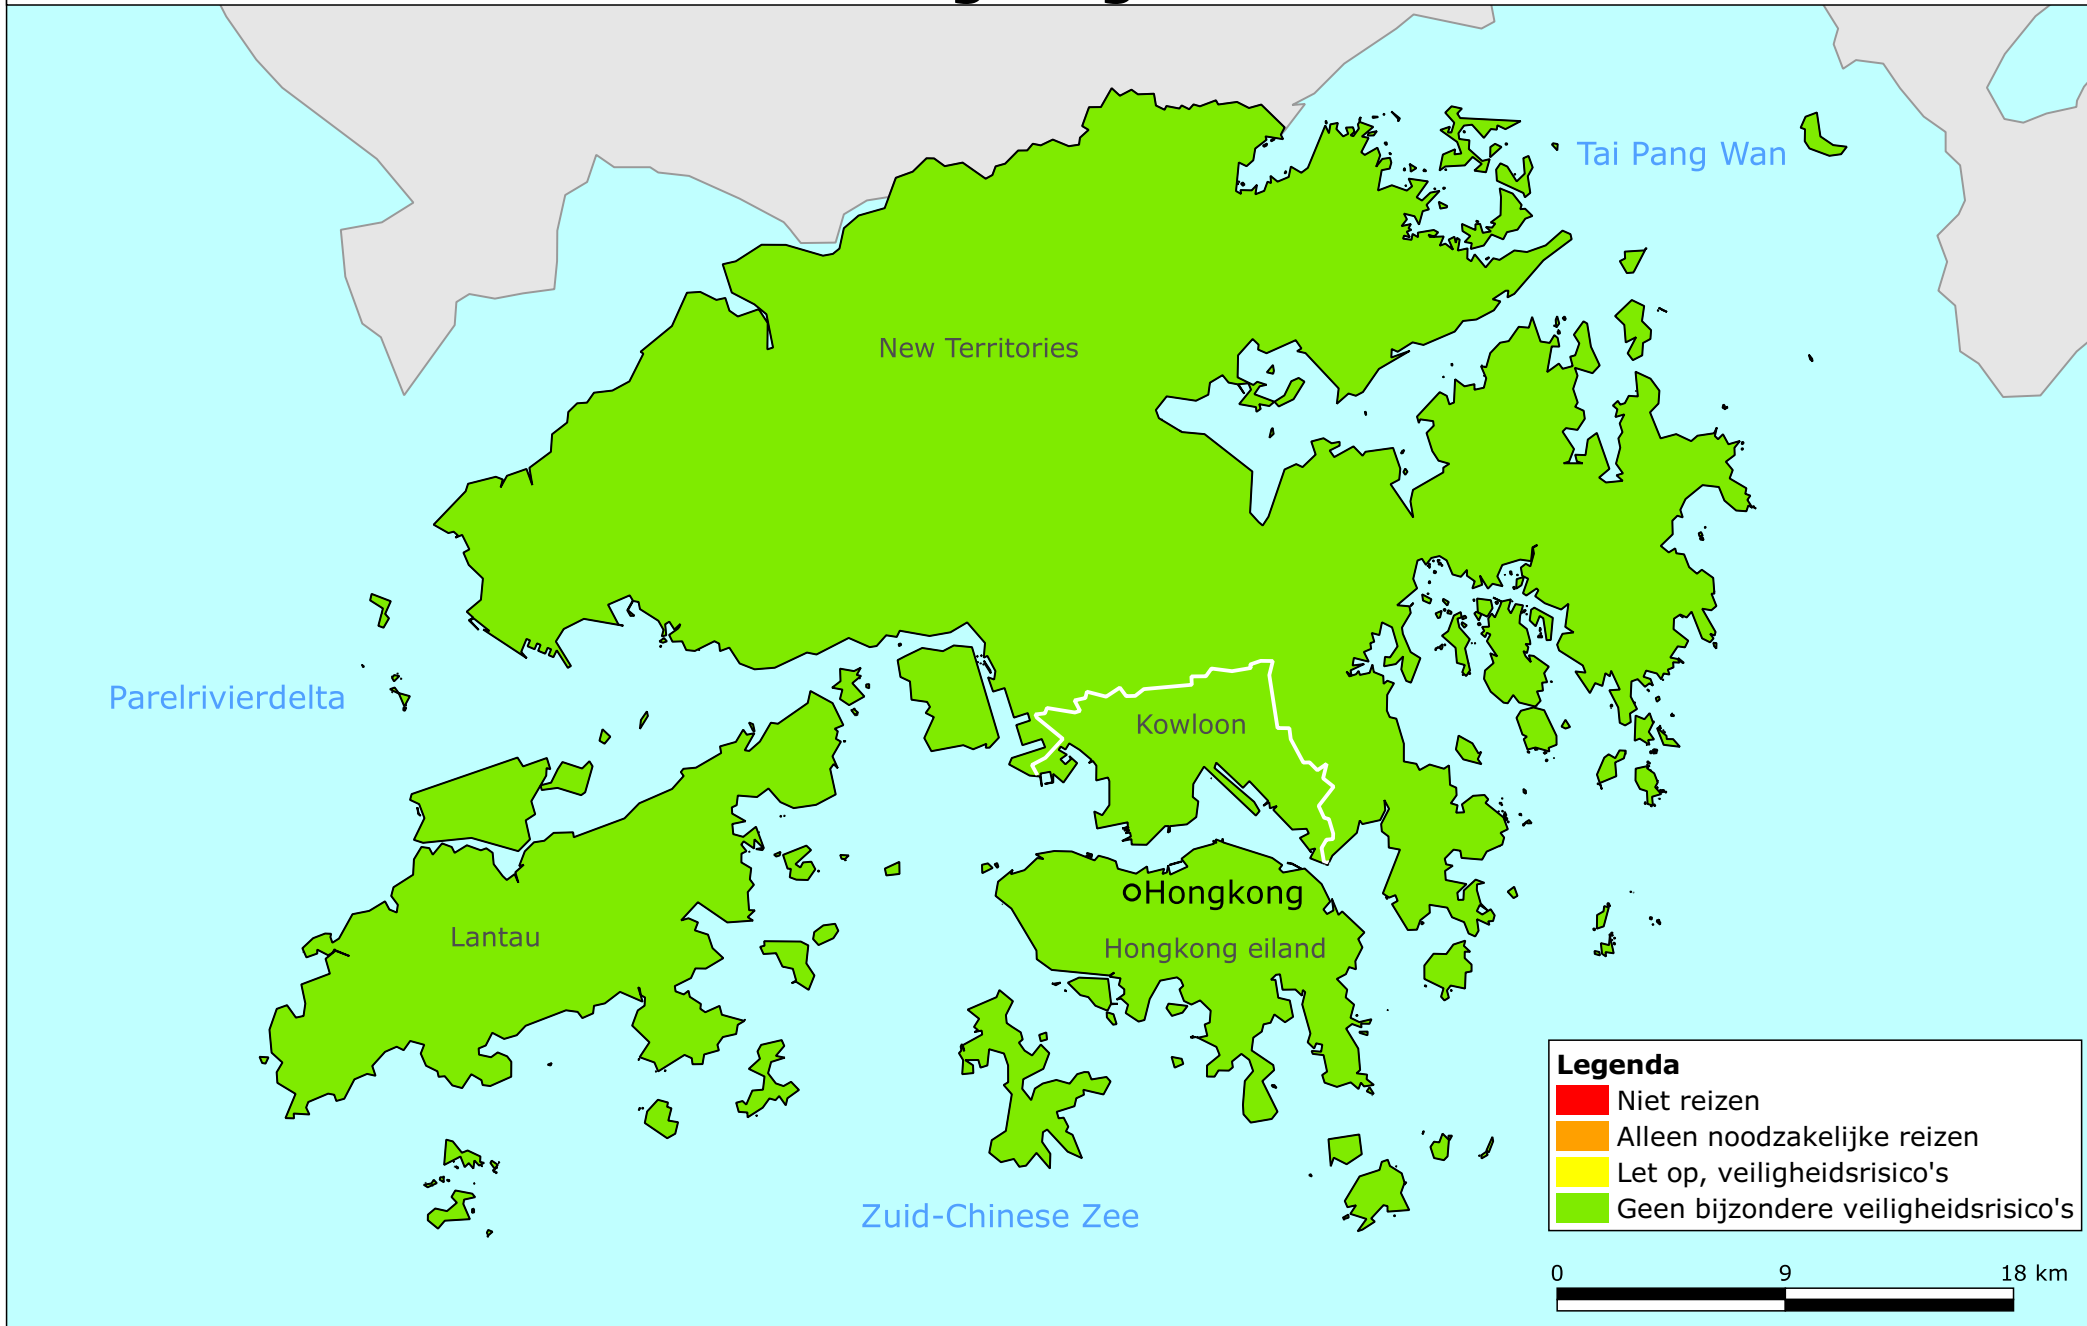 Tai Pang Wan
New Territories
Parelrivierdelta
Kowloon
Hongkong
Lantau
Hongkong eiland
Zuid-Chinese Zee
Legenda
Niet reizen
Alleen noodzakelijke reizen
Let op, veiligheidsrisico's
Geen bijzondere veiligheidsrisico's
0 9 18 km